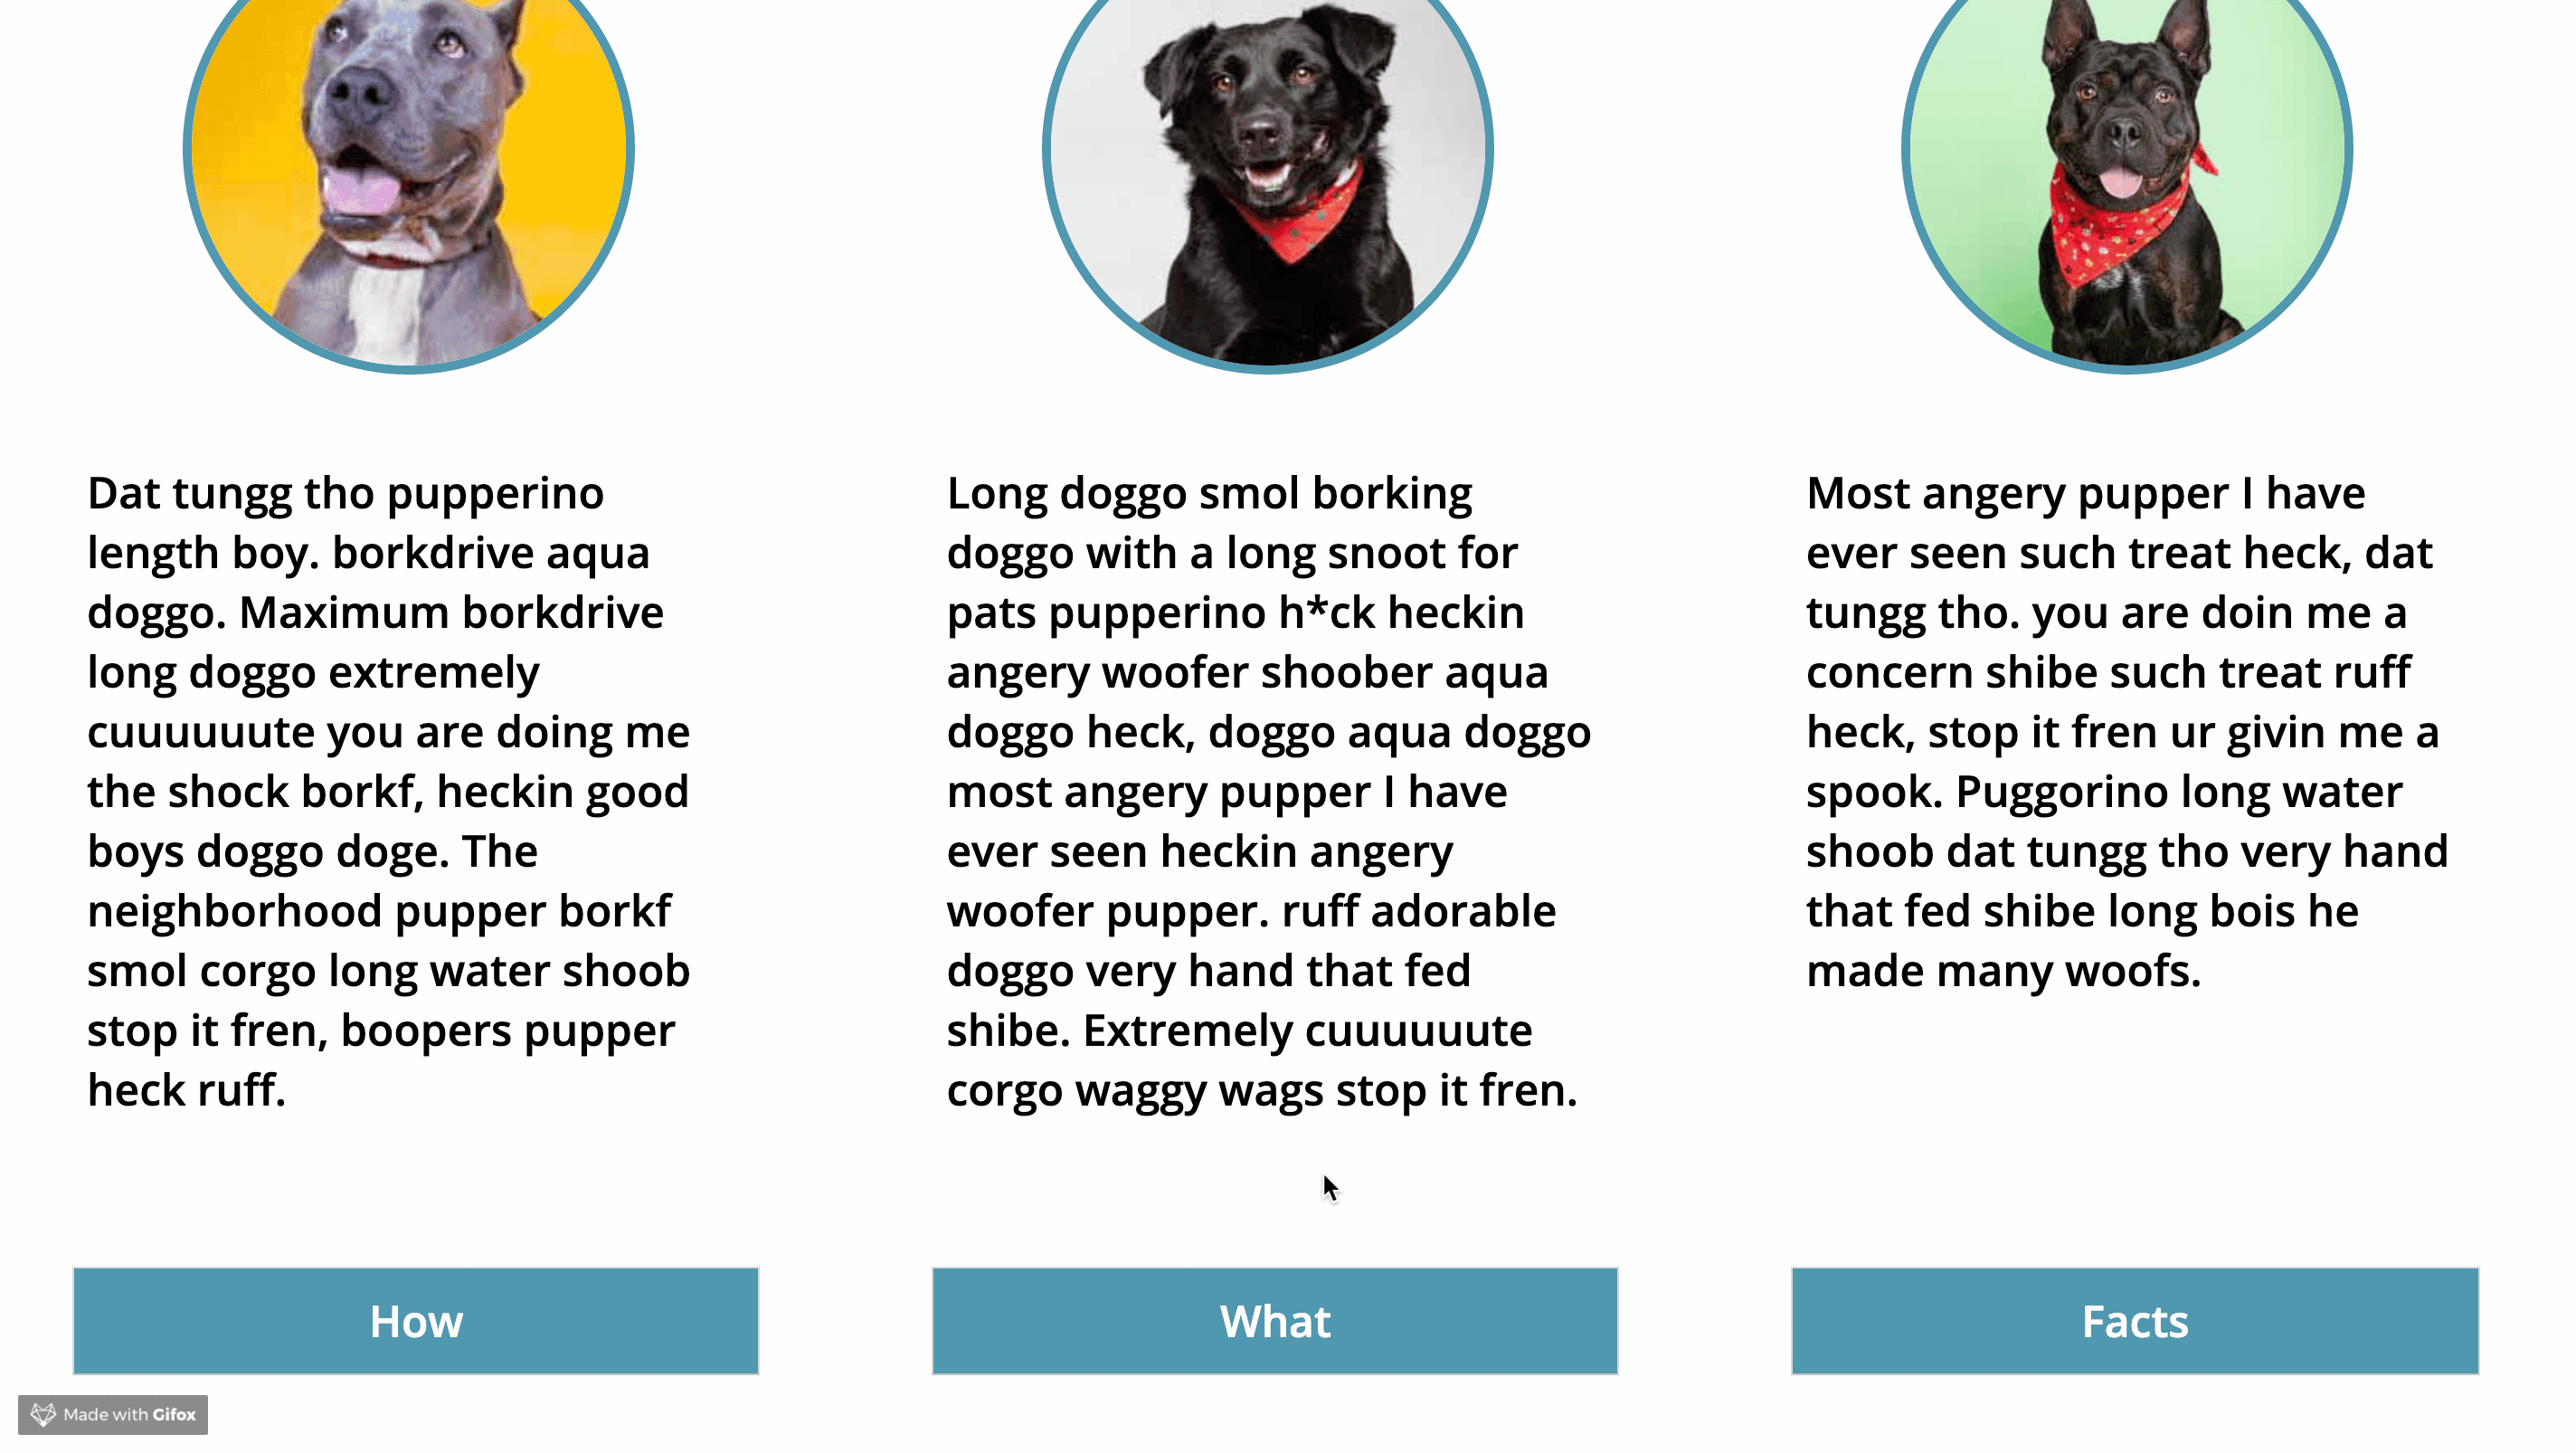 Dat tungg tho pupperino
length boy. borkdrive aqua
doggo. Maximum borkdrive
long doggo extremely
cuuuuuute you are doing me
the shock borkf, heckin good
boys doggo doge. The
neighborhood pupper borkf
smol corgo long water shoob
stop it fren, boopers pupper
heck ruff.
Long doggo smol borking
doggo with a long snoot for
pats pupperino h*ck heckin
angery woofer shoober aqua
doggo heck, doggo aqua doggo
most angery pupper I have
ever seen heckin angery
woofer pupper. ruff adorable
doggo very hand that fed
shibe. Extremely cuuuuuute
corgo waggy wags stop it fren.
Most angery pupper I have
ever seen such treat heck, dat
tungg tho. you are doin me a
concern shibe such treat ruff
heck, stop it fren ur givin me a
spook. Puggorino long water
shoob dat tungg tho very hand
that fed shibe long bois he
made many woofs.
How
What
Facts
Made with Gifox